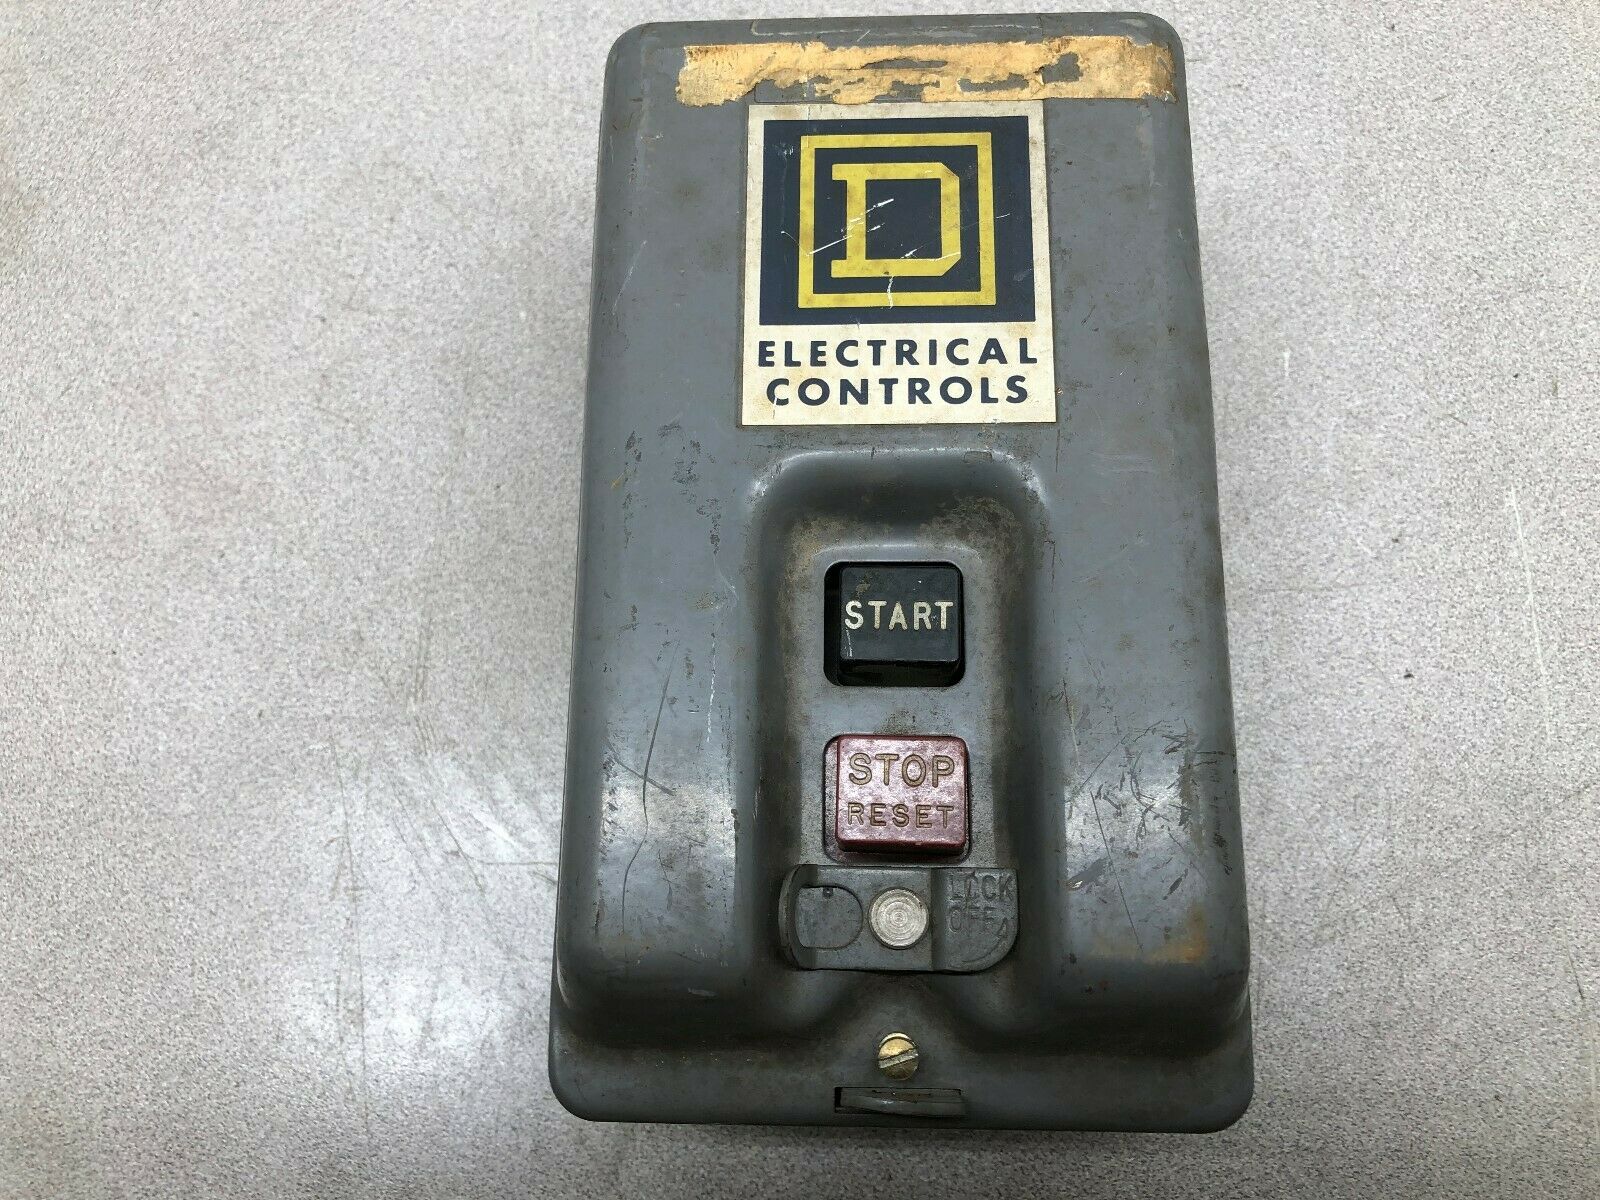 D
ELECTRICAL
CONTROLS
START
STOP
RESET
LOCK
OFF